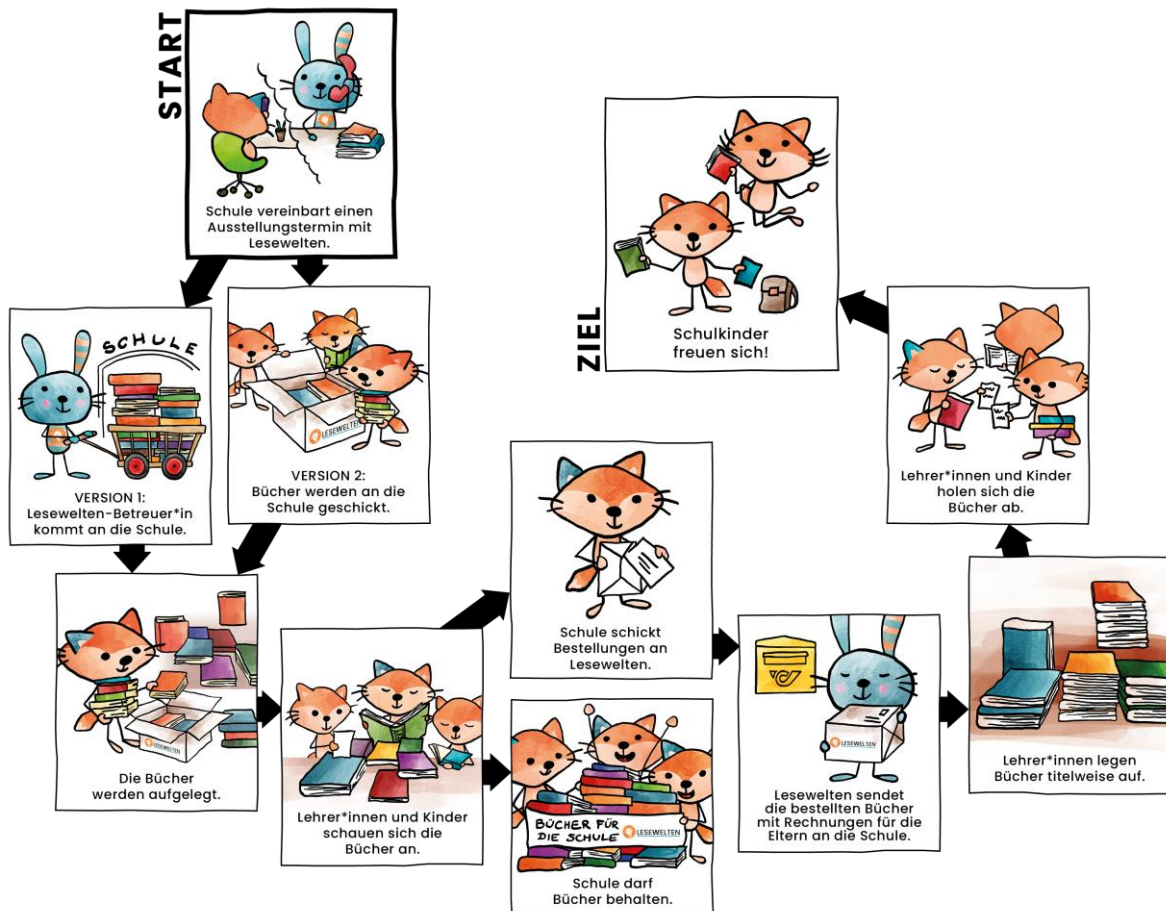 START
Schule vereinbart einen
Ausstellungstermin mit
Lesewelten.
SCHULE
VERSION 1:
Lesewelten-Betreuer*in
kommt an die Schule.
LESEWELTEN
VERSION 2:
Bücher werden an die
Schule geschickt.
LESEWELTEN
Die Bücher
werden aufgelegt.
Lehrer*innen und Kinder
schauen sich die
Bücher an.
Schule schickt
Bestellungen an
Lesewelten.
BÜCHER FÜR
DIE SCHULE LESEWELTEN
Schule darf
Bücher behalten.
LESEWELTEN
Lesewelten sendet
die bestellten Bücher
mit Rechnungen für die
Eltern an die Schule.
Lehrer*innen legen
Bücher titelweise auf.
Lehrer*innen und Kinder
holen sich die
Bücher ab.
ZIEL
Schulkinder
freuen sich!